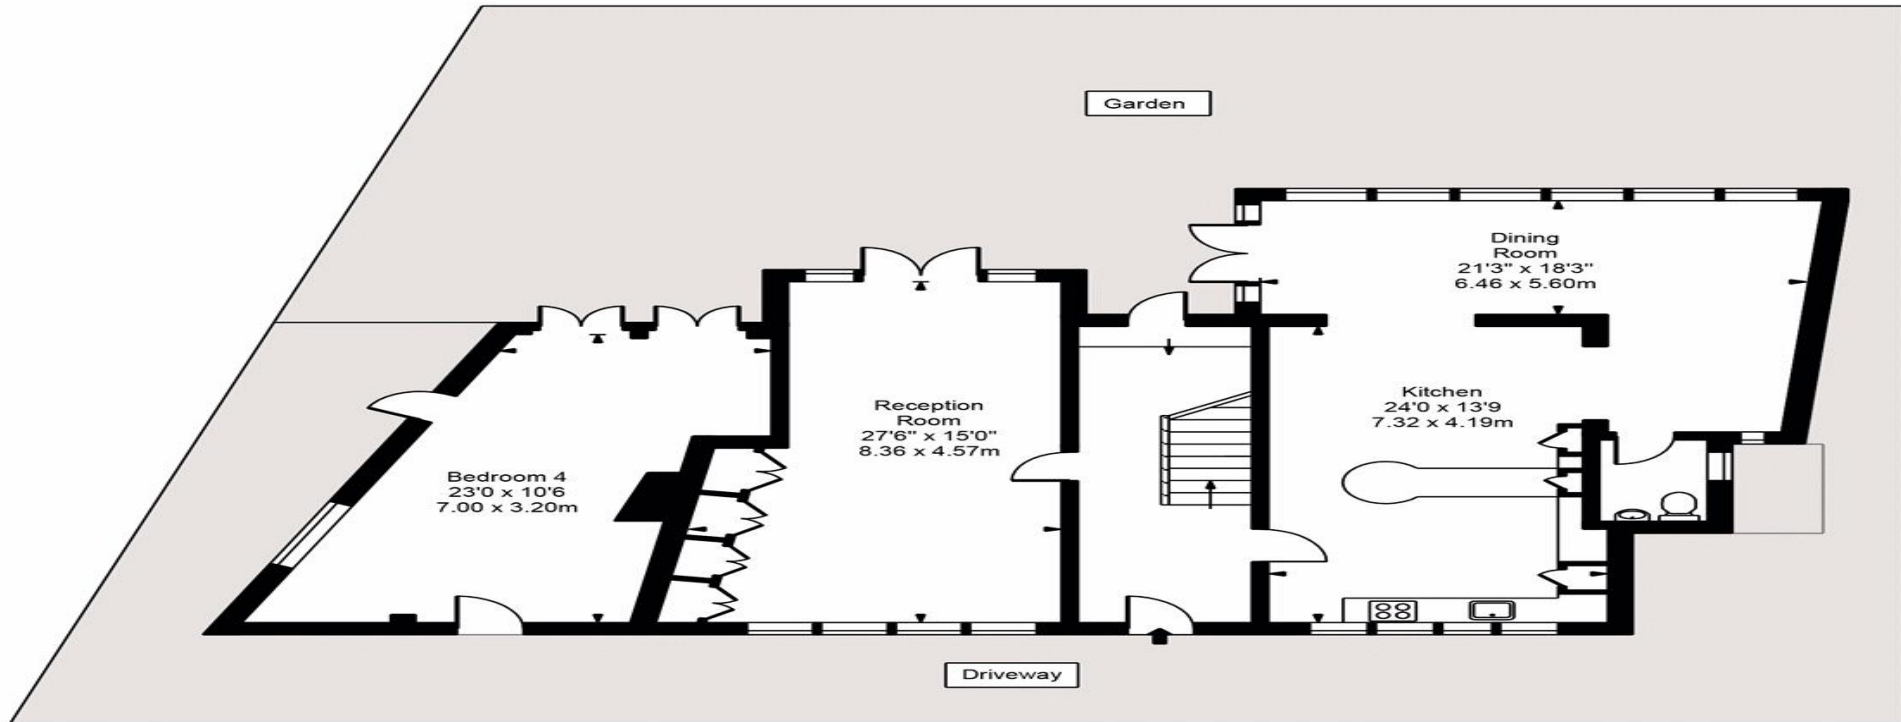 Garden
Dining
Room
21'3" x 18'3"
6.46 x 5.60m
Kitchen
24'0 x 13'9
7.32 x 4.19m
Reception
Room
27'6" x 15'0"
8.36 x 4.57m
Bedroom 4
23'0 x 10'6
7.00 x 3.20m
Driveway